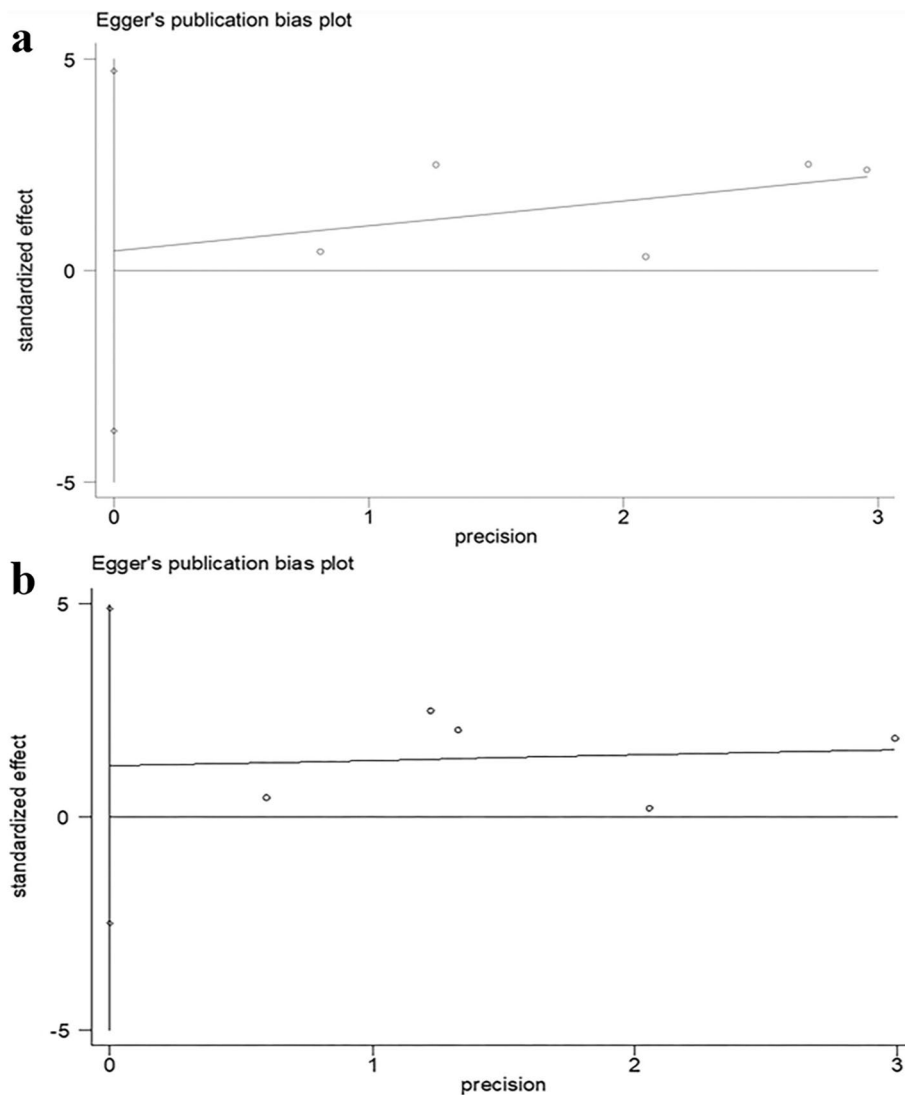 a
Egger's publication bias plot
5
0
-5
standardized effect
0 1 2 3
precision
b
Egger's publication bias plot
5
0
-5
standardized effect
0 1 2 3
precision